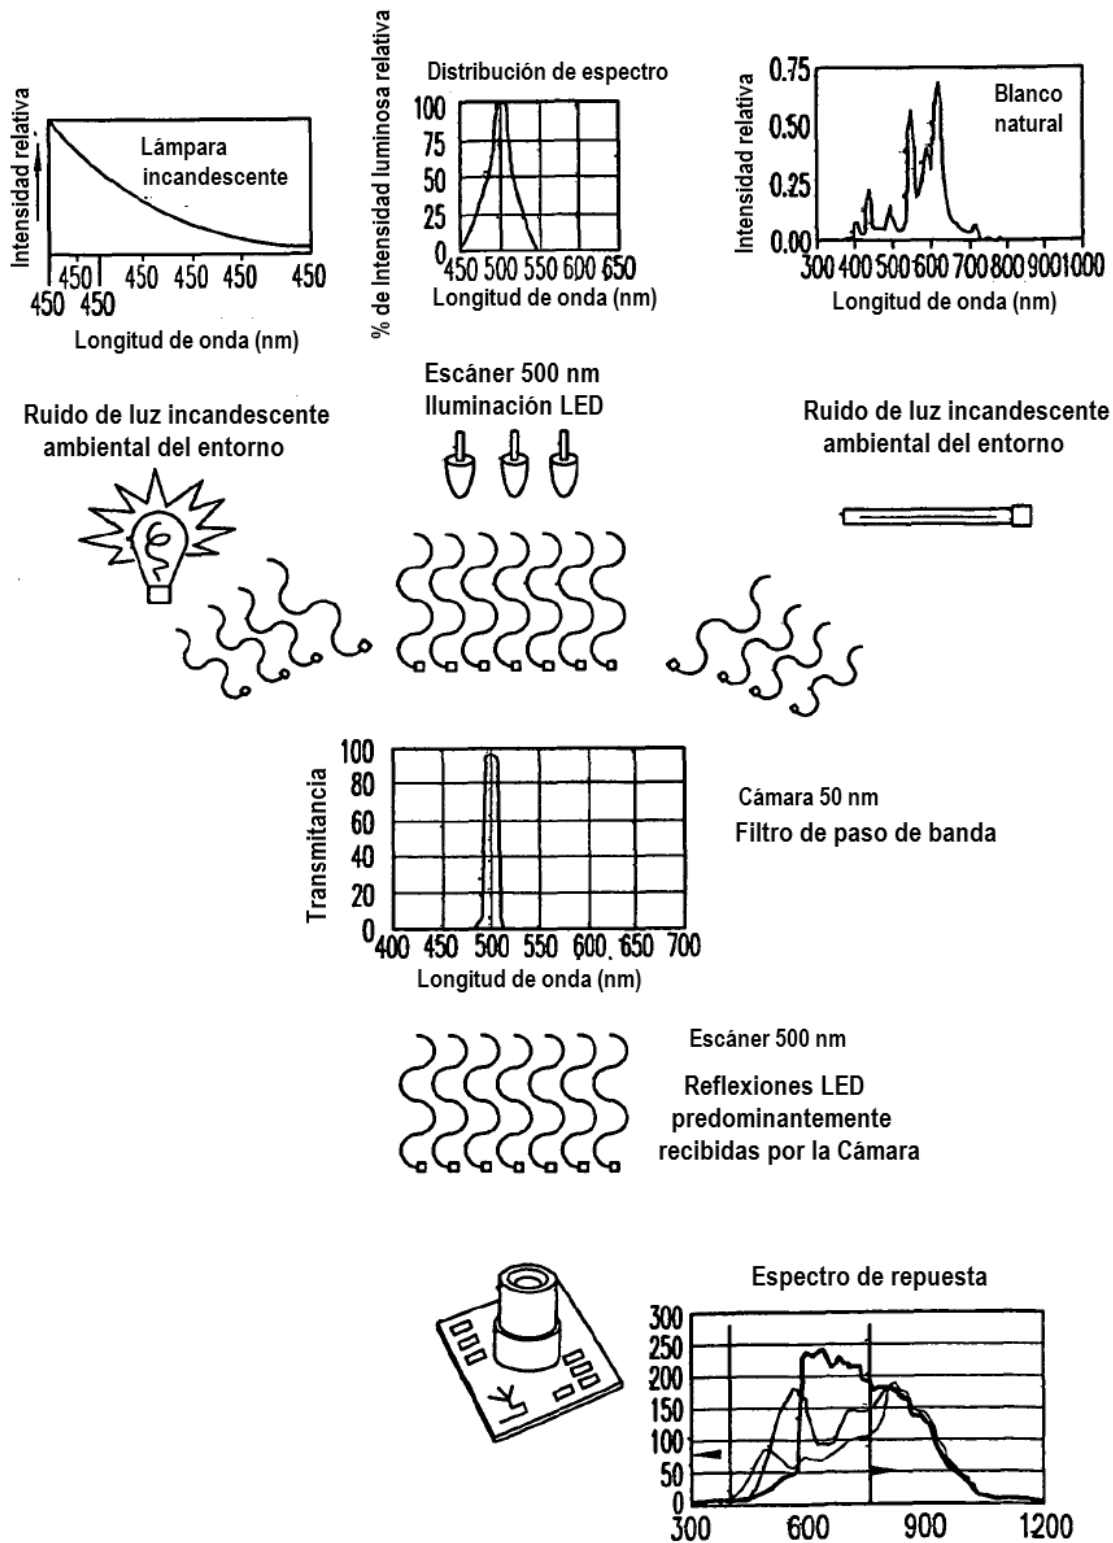 Intensidad relativa
Lámpara
incandescente
450 450 450 450 450
450 450
Longitud de onda (nm)
% de Intensidad luminosa relativa
Distribución de espectro
100
75
50
25
0
450 500 550 600 650
Longitud de onda (nm)
Intensidad relativa
0.75
0.50
0.25
0.00
Blanco
natural
300 400 500 600 700 800 900 1000
Longitud de onda (nm)
Ruido de luz incandescente
ambiental del entorno
Escáner 500 nm
Iluminación LED
Ruido de luz incandescente
ambiental del entorno
Transmitancia
100
80
60
40
20
0
400 450 500 550 600 650 700
Longitud de onda (nm)
Cámara 50 nm
Filtro de paso de banda
Escáner 500 nm
Reflexiones LED
predominantemente
recibidas por la Cámara
Espectro de repuesta
300
250
200
150
100
50
0
300 600 900 1200